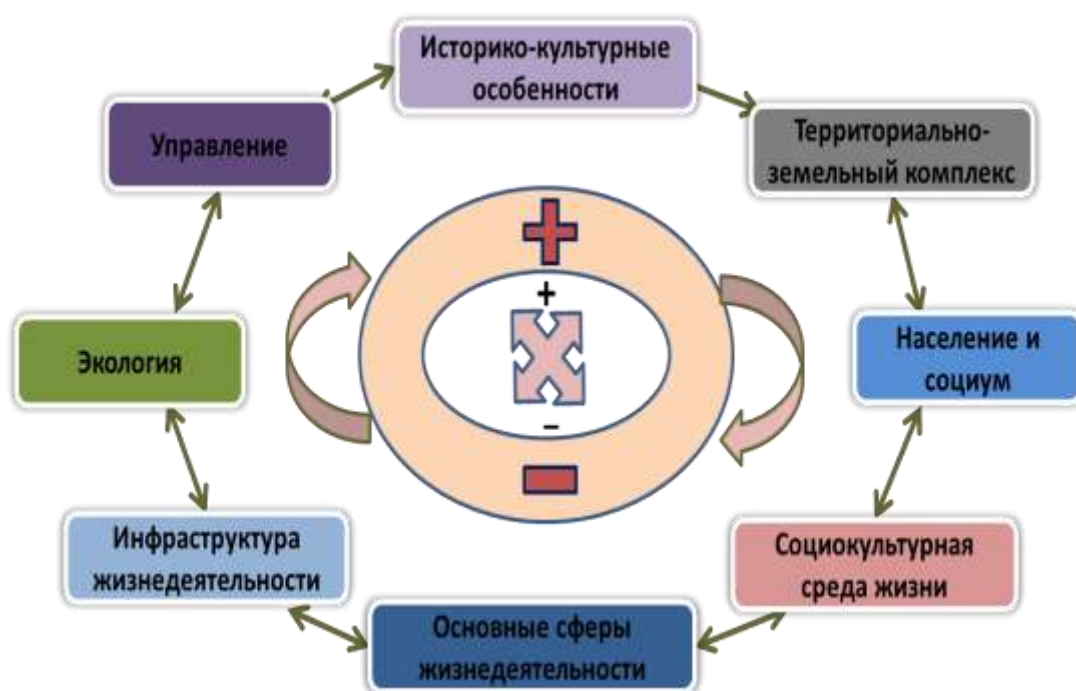 Историко-культурные
особенности
Управление
Территориально-
земельный комплекс
+
Экология
Население и
социум
–
Инфраструктура
жизнедеятельности
Социокультурная
среда жизни
Основные сферы
жизнедеятельности